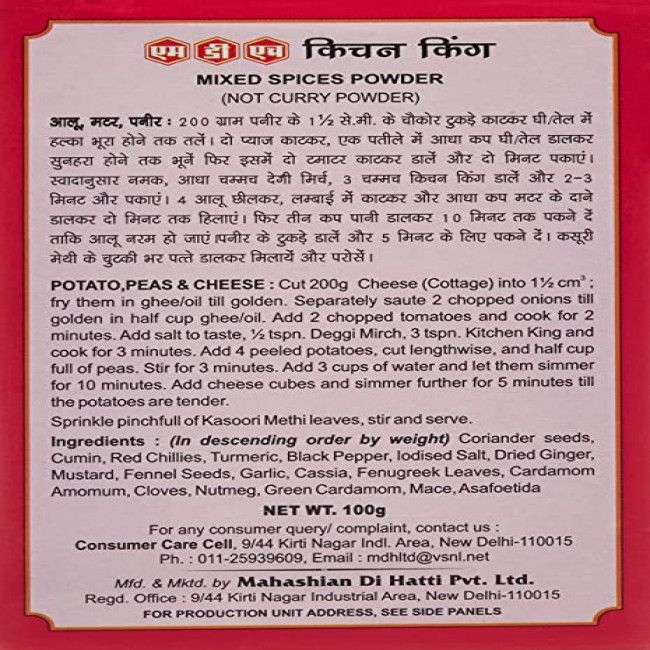 एम डी एच किचन किंग
MIXED SPICES POWDER
(NOT CURRY POWDER)
आलू, मटर, पनीर : 200 ग्राम पनीर के 1½ से.मी. के चौकोर टुकड़े काटकर घी/तेल में
हल्का भूरा होने तक तलें। दो प्याज काटकर, एक पतीले में आधा कप घी/तेल डालकर
सुनहरा होने तक भूनें फिर इसमें दो टमाटर काटकर डालें और दो मिनट पकाएं।
स्वादानुसार नमक, आधा चम्मच देगी मिर्च, 3 चम्मच किचन किंग डालें और 2-3
मिनट और पकाएं। 4 आलू छीलकर, लम्बाई में काटकर और आधा कप मटर के दाने
डालकर दो मिनट तक हिलाएं। फिर तीन कप पानी डालकर 10 मिनट तक पकने दें
ताकि आलू नरम हो जाएं।पनीर के टुकड़े डालें और 5 मिनट के लिए पकने दें। कसूरी
मेथी के चुटकी भर पत्ते डालकर मिलायें और परोसें।
POTATO,PEAS & CHEESE : Cut 200g Cheese (Cottage) into 1½ cm³ ;
fry them in ghee/oil till golden. Separately saute 2 chopped onions till
golden in half cup ghee/oil. Add 2 chopped tomatoes and cook for 2
minutes. Add salt to taste, ½ tspn. Deggi Mirch, 3 tspn. Kitchen King and
cook for 3 minutes. Add 4 peeled potatoes, cut lengthwise, and half cup
full of peas. Stir for 3 minutes. Add 3 cups of water and let them simmer
for 10 minutes. Add cheese cubes and simmer further for 5 minutes till
the potatoes are tender.
Sprinkle pinchfull of Kasoori Methi leaves, stir and serve.
Ingredients : (In descending order by weight) Coriander seeds,
Cumin, Red Chillies, Turmeric, Black Pepper, Iodised Salt, Dried Ginger,
Mustard, Fennel Seeds, Garlic, Cassia, Fenugreek Leaves, Cardamom
Amomum, Cloves, Nutmeg, Green Cardamom, Mace, Asafoetida
NET WT. 100g
For any consumer query/ complaint, contact us :
Consumer Care Cell, 9/44 Kirti Nagar Indl. Area, New Delhi-110015
Ph. : 011-25939609, Email : mdhltd@vsnl.net
Mfd. & Mktd. by Mahashian Di Hatti Pvt. Ltd.
Regd. Office : 9/44 Kirti Nagar Industrial Area, New Delhi-110015
FOR PRODUCTION UNIT ADDRESS, SEE SIDE PANELS